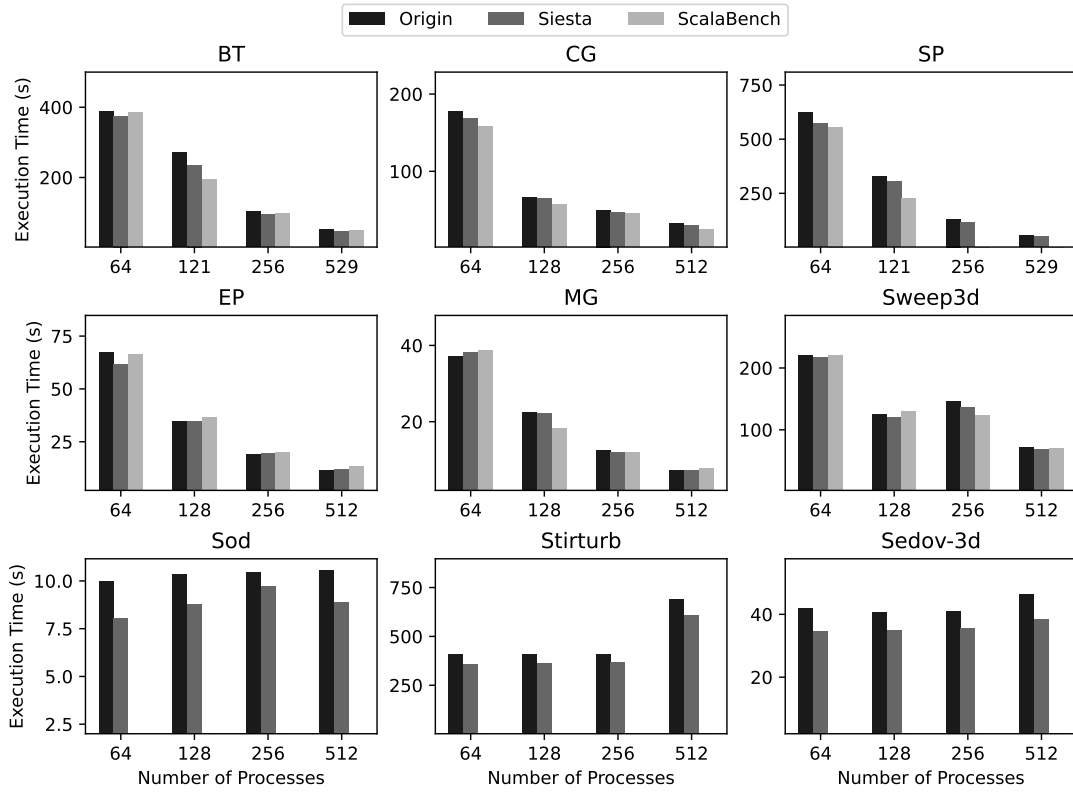 Origin Siesta ScalaBench
BT CG SP
Execution Time (s)
400
200
64 121 256 529
200
100
64 128 256 512
750
500
250
64 121 256 529
EP MG Sweep3d
Execution Time (s)
75
50
25
64 128 256 512
40
20
64 128 256 512
200
100
64 128 256 512
Sod Stirturb Sedov-3d
Execution Time (s)
10.0
7.5
5.0
2.5
64 128 256 512
Number of Processes
750
500
250
64 128 256 512
Number of Processes
40
20
64 128 256 512
Number of Processes